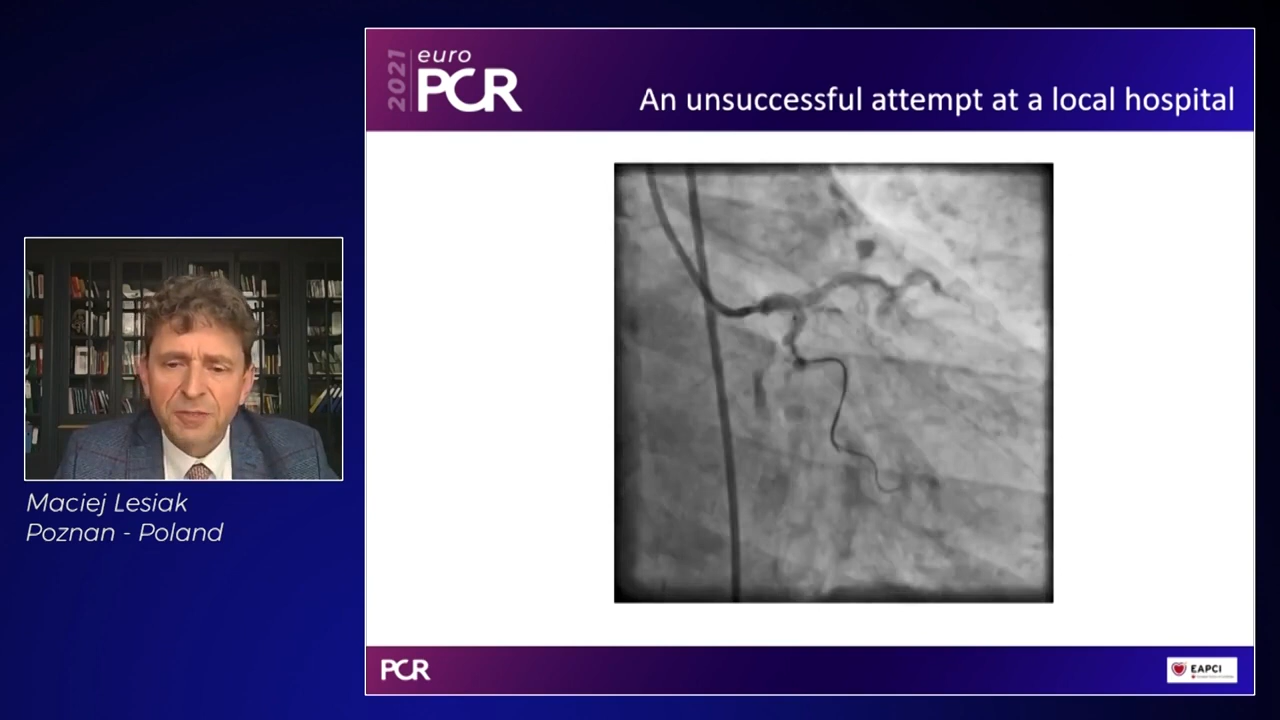 2021
euro
PCR
An unsuccessful attempt at a local hospital
Maciej Lesiak
Poznan - Poland
PCR
EAPCI